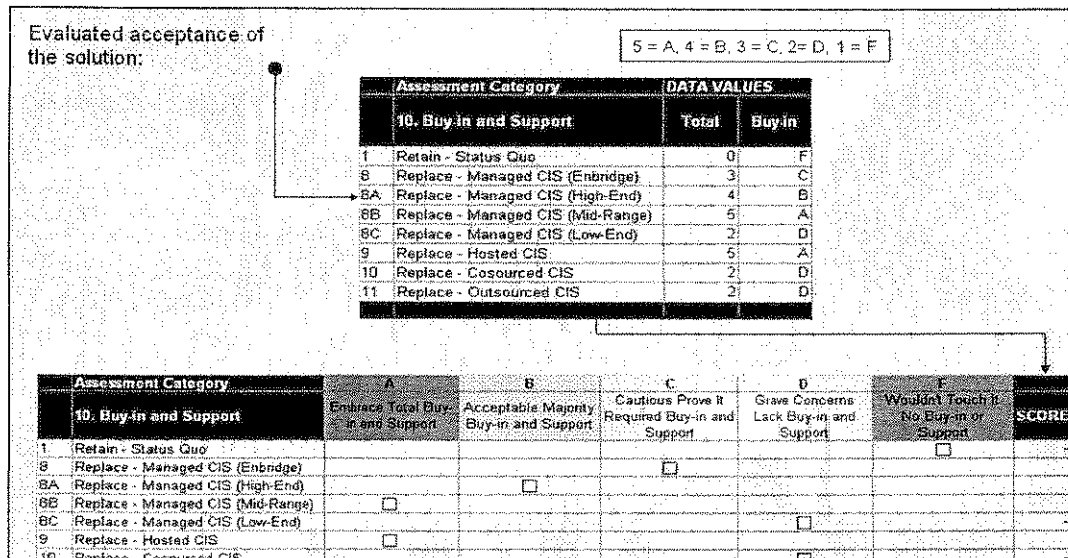 Evaluated acceptance of
the solution:
5 = A, 4 = B, 3 = C, 2= D, 1 = F
Assessment Category DATA VALUES
10. Buy-in and Support Total Buy-in
1 Retain - Status Quo 0 F
8 Replace - Managed CIS (Enbridge) 3 C
8A Replace - Managed CIS (High-End) 4 B
8B Replace - Managed CIS (Mid-Range) 5 A
8C Replace - Managed CIS (Low-End) 2 D
9 Replace - Hosted CIS 5 A
10 Replace - Cosourced CIS 2 D
11 Replace - Outsourced CIS 2 D
Assessment Category A B C D F
10. Buy-in and Support Embrace Total Buy-in and Support Acceptable Majority Buy-in and Support Cautious Prove It Required Buy-in and Support Grave Concerns Lack Buy-in and Support Wouldn't Touch It No Buy-in or Support SCORE
1 Retain - Status Quo
8 Replace - Managed CIS (Enbridge)
8A Replace - Managed CIS (High-End)
8B Replace - Managed CIS (Mid-Range)
8C Replace - Managed CIS (Low-End)
9 Replace - Hosted CIS
10 Replace - Cosourced CIS